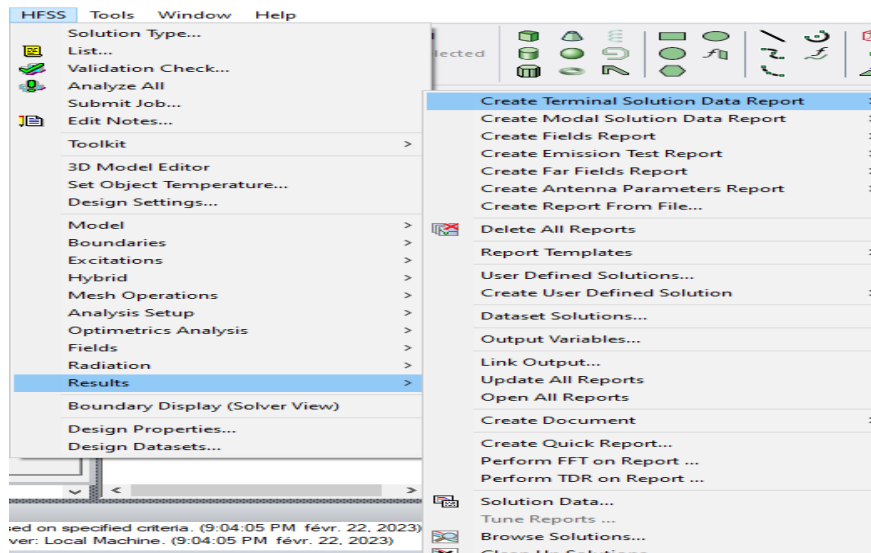 HFSS Tools Window Help
Solution Type...
List...
Validation Check...
Analyze All
Submit Job...
Edit Notes...
Toolkit >
3D Model Editor
Set Object Temperature...
Design Settings...
Model >
Boundaries >
Excitations >
Hybrid >
Mesh Operations >
Analysis Setup >
Optimetrics Analysis >
Fields >
Radiation >
Results >
Boundary Display (Solver View)
Design Properties...
Design Datasets...
lected
Create Terminal Solution Data Report
Create Modal Solution Data Report
Create Fields Report
Create Emission Test Report
Create Far Fields Report
Create Antenna Parameters Report
Create Report From File...
Delete All Reports
Report Templates
User Defined Solutions...
Create User Defined Solution
Dataset Solutions...
Output Variables...
Link Output...
Update All Reports
Open All Reports
Create Document
Create Quick Report...
Perform FFT on Report ...
Perform TDR on Report ...
Solution Data...
Tune Reports ...
Browse Solutions...
Clean Up Solutions...
ed on specified criteria. (9:04:05 PM févr. 22, 2023)
ver: Local Machine. (9:04:05 PM févr. 22, 2023)